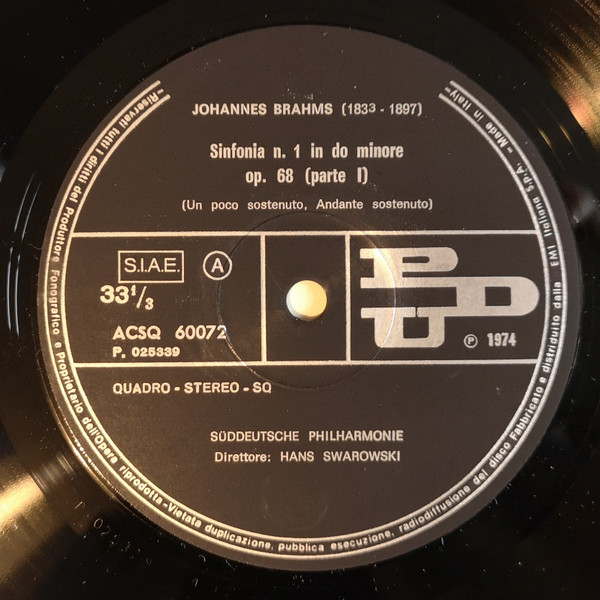 JOHANNES BRAHMS (1833 - 1897)
Sinfonia n. 1 in do minore
op. 68 (parte I)
(Un poco sostenuto, Andante sostenuto)
S.I.A.E. A
33 1/3
ACSQ 60072
P. 025339
PDU
℗ 1974
QUADRO - STEREO - SQ
SÜDDEUTSCHE PHILHARMONIE
Direttore: HANS SWAROWSKI
-Riservati tutti i diritti del Produttore Fonografico e Proprietario dell'Opera riprodotta-Vietata duplicazione, pubblica esecuzione, radiodiffusione del disco Fabbricato e distribuito dalla EMI Italiana S.p.A. -Made in Italy-